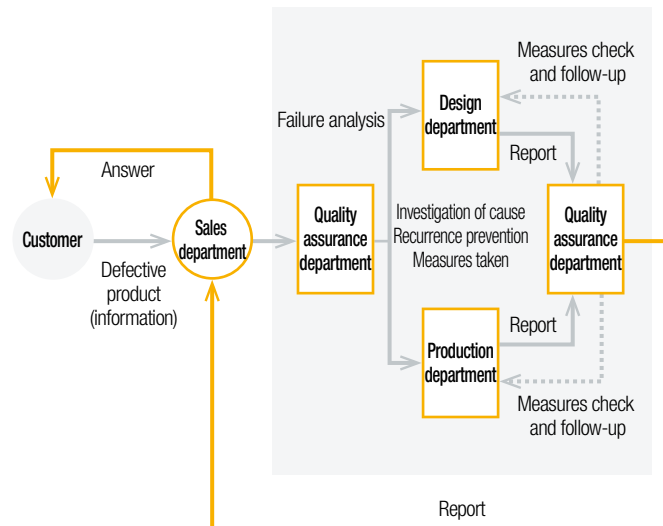 Measures check
and follow-up
Design
department
Failure analysis
Report
Answer
Customer
Sales
department
Quality
assurance
department
Investigation of cause
Recurrence prevention
Measures taken
Quality
assurance
department
Defective
product
(information)
Report
Production
department
Measures check
and follow-up
Report